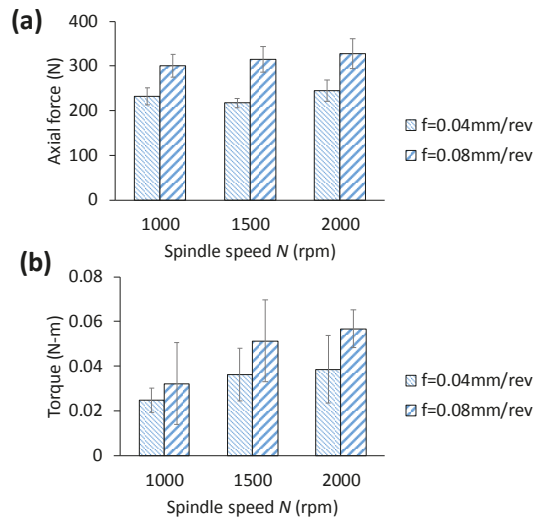 (a)
Axial force (N)
400
300
200
100
0
1000 1500 2000
Spindle speed N (rpm)
f=0.04mm/rev
f=0.08mm/rev
(b)
Torque (N-m)
0.08
0.06
0.04
0.02
0
1000 1500 2000
Spindle speed N (rpm)
f=0.04mm/rev
f=0.08mm/rev